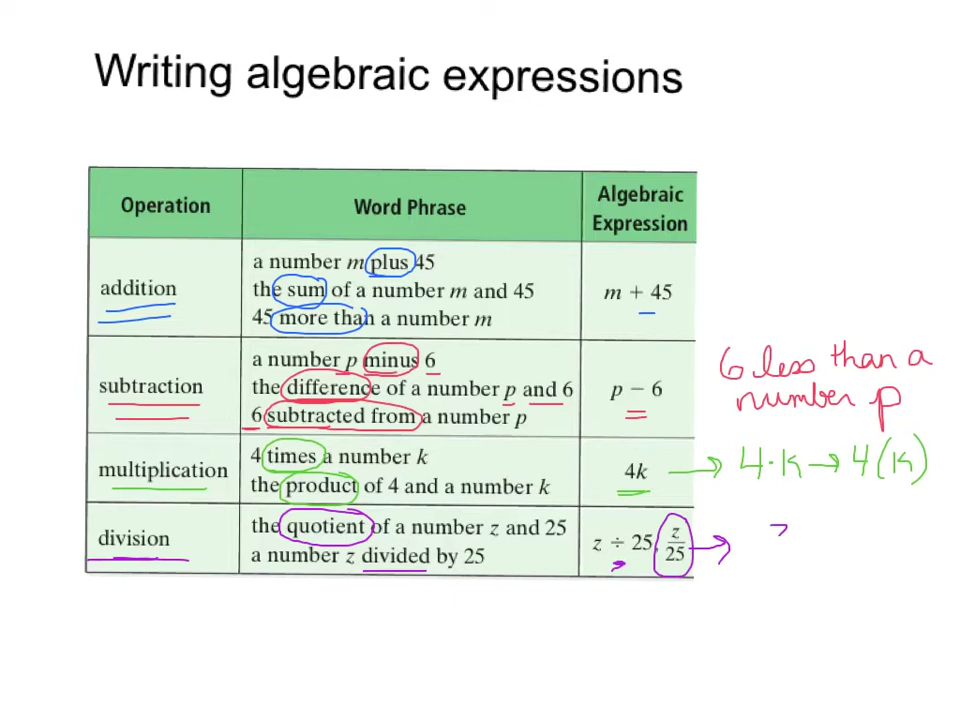 Writing algebraic expressions
Operation
Word Phrase
Algebraic
Expression
addition
a number m plus 45
the sum of a number m and 45
45 more than a number m
m + 45
subtraction
a number p minus 6
the difference of a number p and 6
6 subtracted from a number p
p − 6
6 less than a
number p
multiplication
4 times a number k
the product of 4 and a number k
4k
→ 4·k → 4(k)
division
the quotient of a number z and 25
a number z divided by 25
z ÷ 25, z/25
→